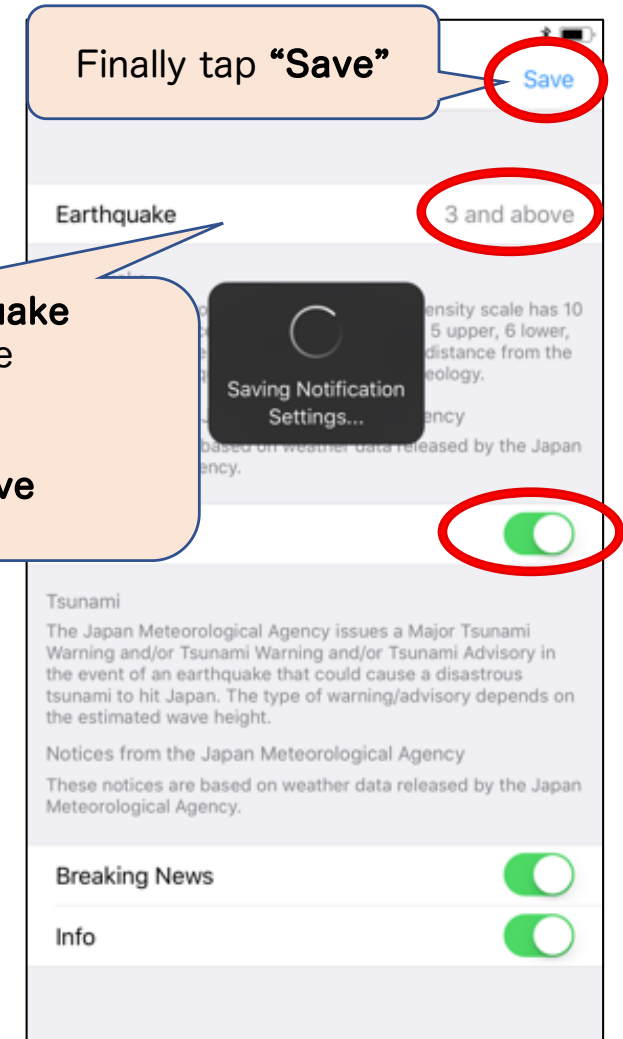 Finally tap “Save”
Save
Earthquake
3 and above
ensity scale has 10
5 upper, 6 lower,
distance from the
eology.
Saving Notification
Settings...
ency
based on weather data released by the Japan
ency.
uake
e
ve
Tsunami
The Japan Meteorological Agency issues a Major Tsunami
Warning and/or Tsunami Warning and/or Tsunami Advisory in
the event of an earthquake that could cause a disastrous
tsunami to hit Japan. The type of warning/advisory depends on
the estimated wave height.
Notices from the Japan Meteorological Agency
These notices are based on weather data released by the Japan
Meteorological Agency.
Breaking News
Info